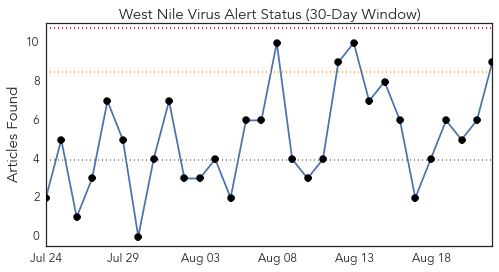 West Nile Virus Alert Status (30-Day Window)
Articles Found
10
8
6
4
2
0
Jul 24 Jul 29 Aug 03 Aug 08 Aug 13 Aug 18